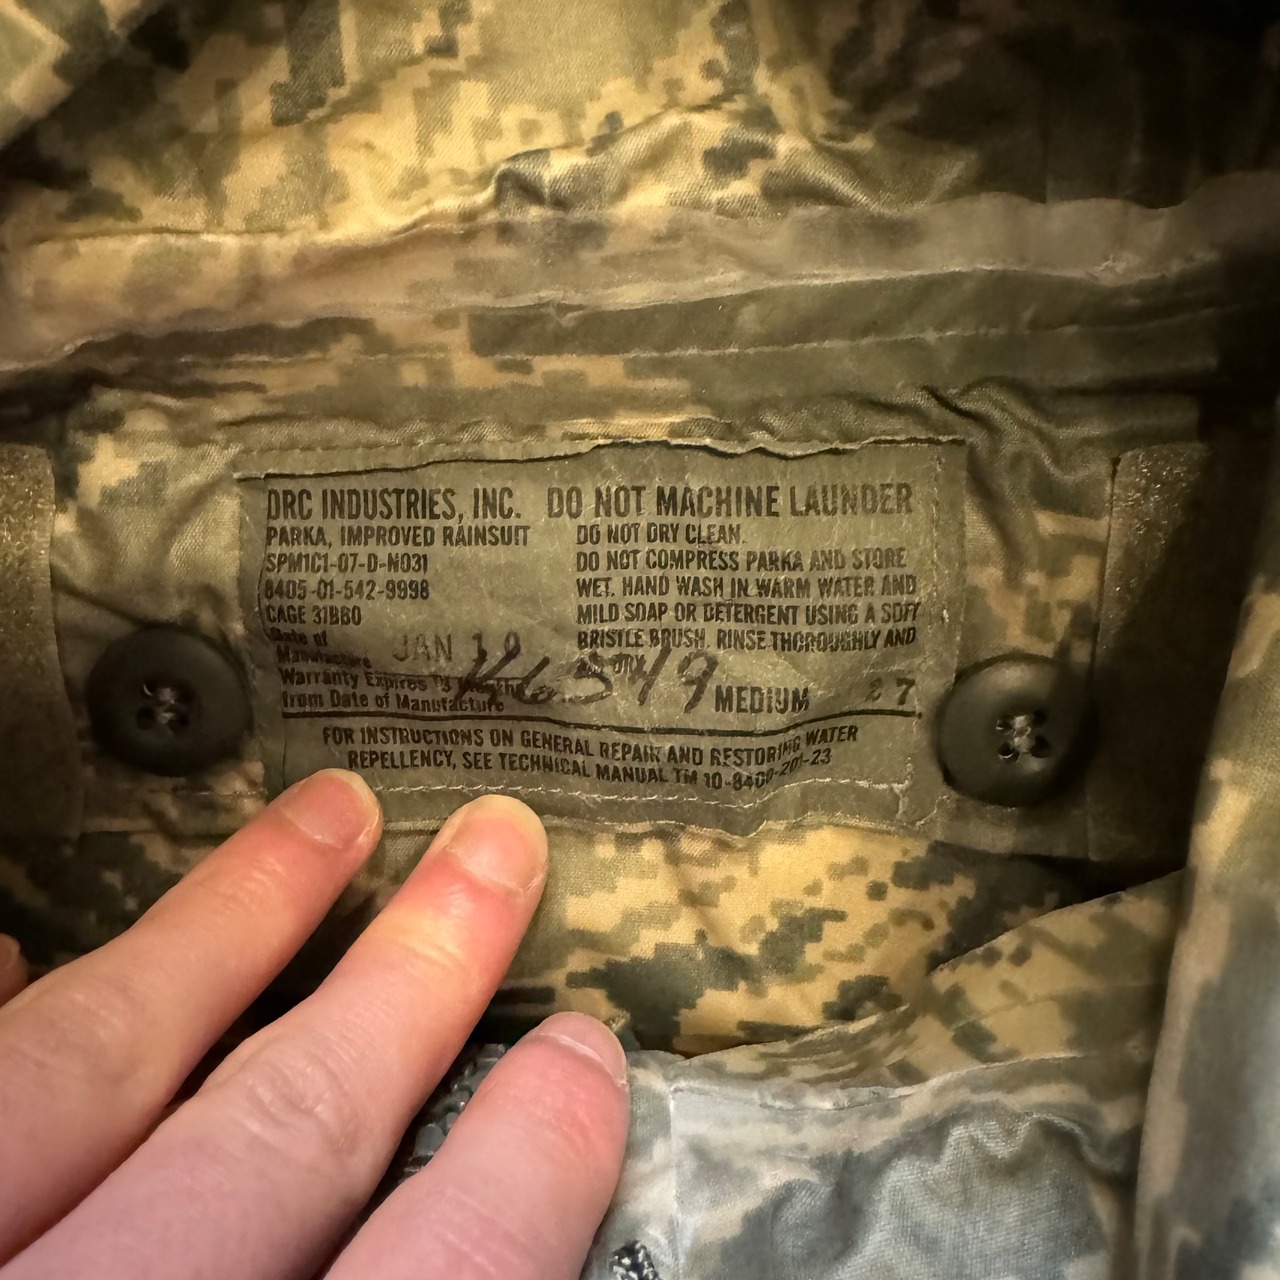 DRC INDUSTRIES, INC.
PARKA, IMPROVED RAINSUIT
SPM1C1-07-D-N031
8405-01-542-9998
CAGE 31BB0
Date of
Manufacture
JAN 10
Warranty Expires
from Date of Manufacture
DO NOT MACHINE LAUNDER
DO NOT DRY CLEAN.
DO NOT COMPRESS PARKA AND STORE
WET. HAND WASH IN WARM WATER AND
MILD SOAP OR DETERGENT USING A SOFT
BRISTLE BRUSH. RINSE THOROUGHLY AND
DRY.
MEDIUM
FOR INSTRUCTIONS ON GENERAL REPAIR AND RESTORING WATER
REPELLENCY, SEE TECHNICAL MANUAL TM 10-8400-201-23